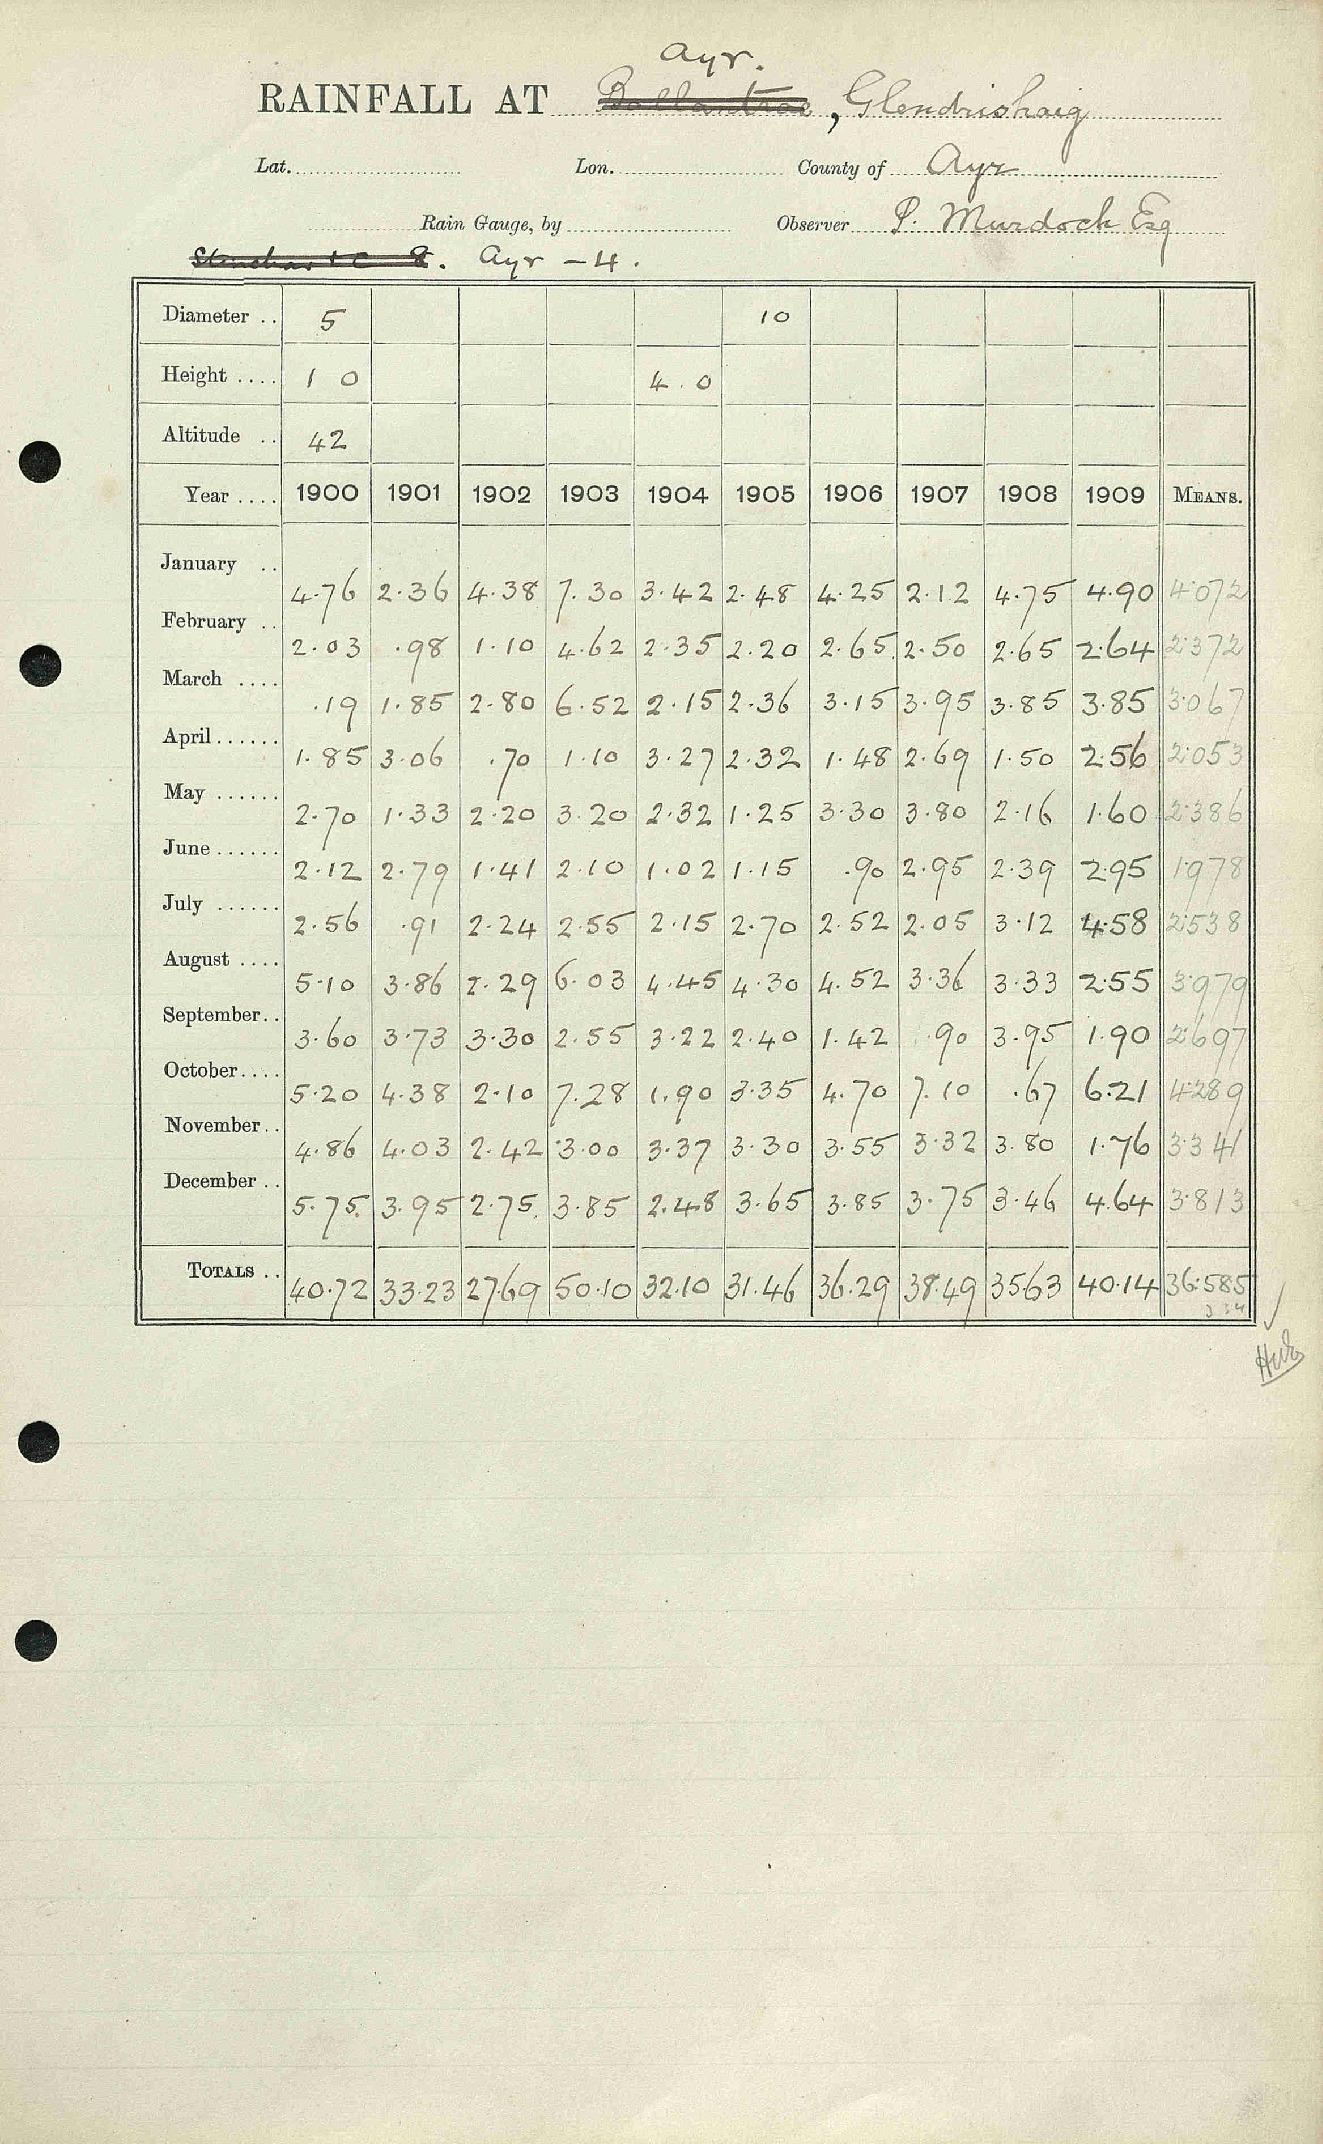 Ayr.
RAINFALL AT Ballantrae, Glendrishaig
Lat. Lon. County of Ayr
Rain Gauge, by Observer P. Murdoch Esq
Ayr - 4.
Diameter .. 5 10
Height .... 1 0 4.0
Altitude .. 42
Year .... 1900 1901 1902 1903 1904 1905 1906 1907 1908 1909 MEANS.
January .. 4.76 2.36 4.38 7.30 3.42 2.48 4.25 2.12 4.75 4.90 4.072
February .. 2.03 .98 1.10 4.62 2.35 2.20 2.65 2.50 2.65 2.64 2.372
March .... .19 1.85 2.80 6.52 2.15 2.36 3.15 3.95 3.85 3.85 3.067
April ...... 1.85 3.06 .70 1.10 3.27 2.32 1.48 2.69 1.50 2.56 2.053
May ...... 2.70 1.33 2.20 3.20 2.32 1.25 3.30 3.80 2.16 1.60 2.386
June ...... 2.12 2.79 1.41 2.10 1.02 1.15 .90 2.95 2.39 2.95 1.978
July ...... 2.56 .91 2.24 2.55 2.15 2.70 2.52 2.05 3.12 4.58 2.538
August .... 5.10 3.86 2.29 6.03 4.45 4.30 4.52 3.36 3.33 2.55 3.979
September .. 3.60 3.73 3.30 2.55 3.22 2.40 1.42 .90 3.95 1.90 2.697
October .... 5.20 4.38 2.10 7.28 1.90 3.35 4.70 7.10 .67 6.21 4.289
November .. 4.86 4.03 2.42 3.00 3.37 3.30 3.55 3.32 3.80 1.76 3.341
December .. 5.75 3.95 2.75 3.85 2.48 3.65 3.85 3.75 3.46 4.64 3.813
TOTALS .. 40.72 33.23 27.69 50.10 32.10 31.46 36.29 38.49 35.63 40.14 36.585